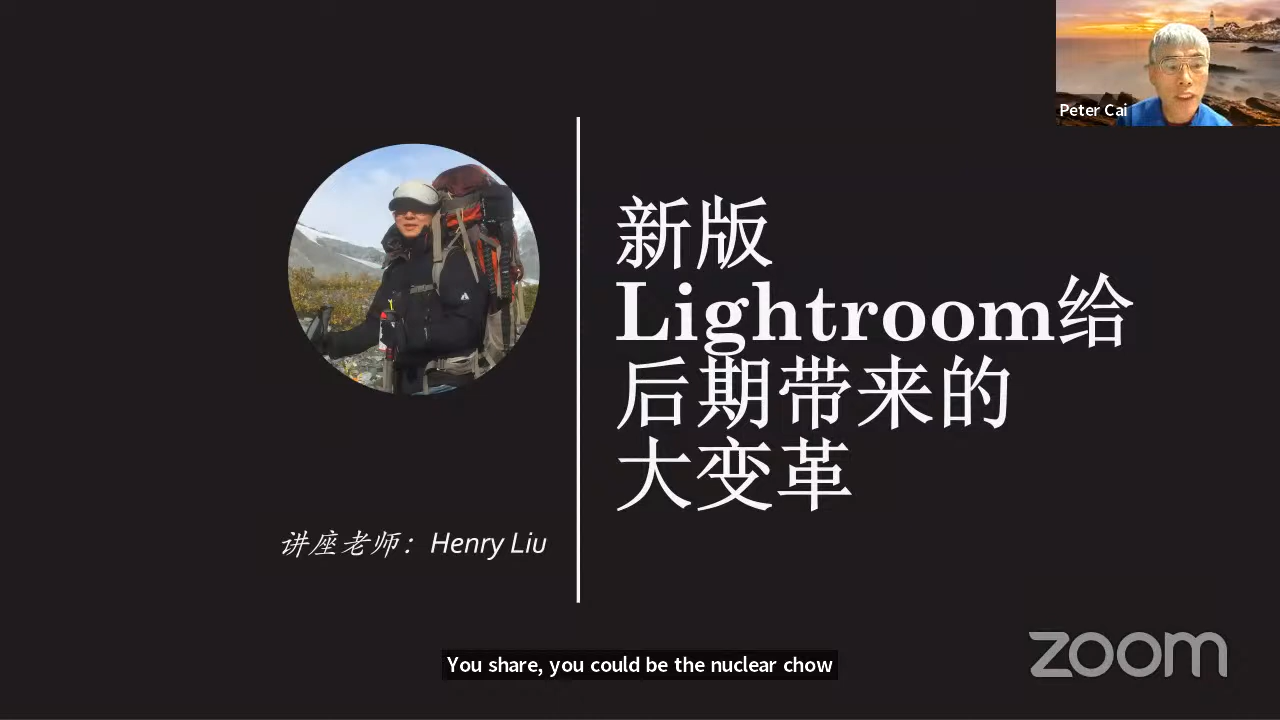 Peter Cai
新版
Lightroom给
后期带来的
大变革
讲座老师：Henry Liu
You share, you could be the nuclear chow
zoom